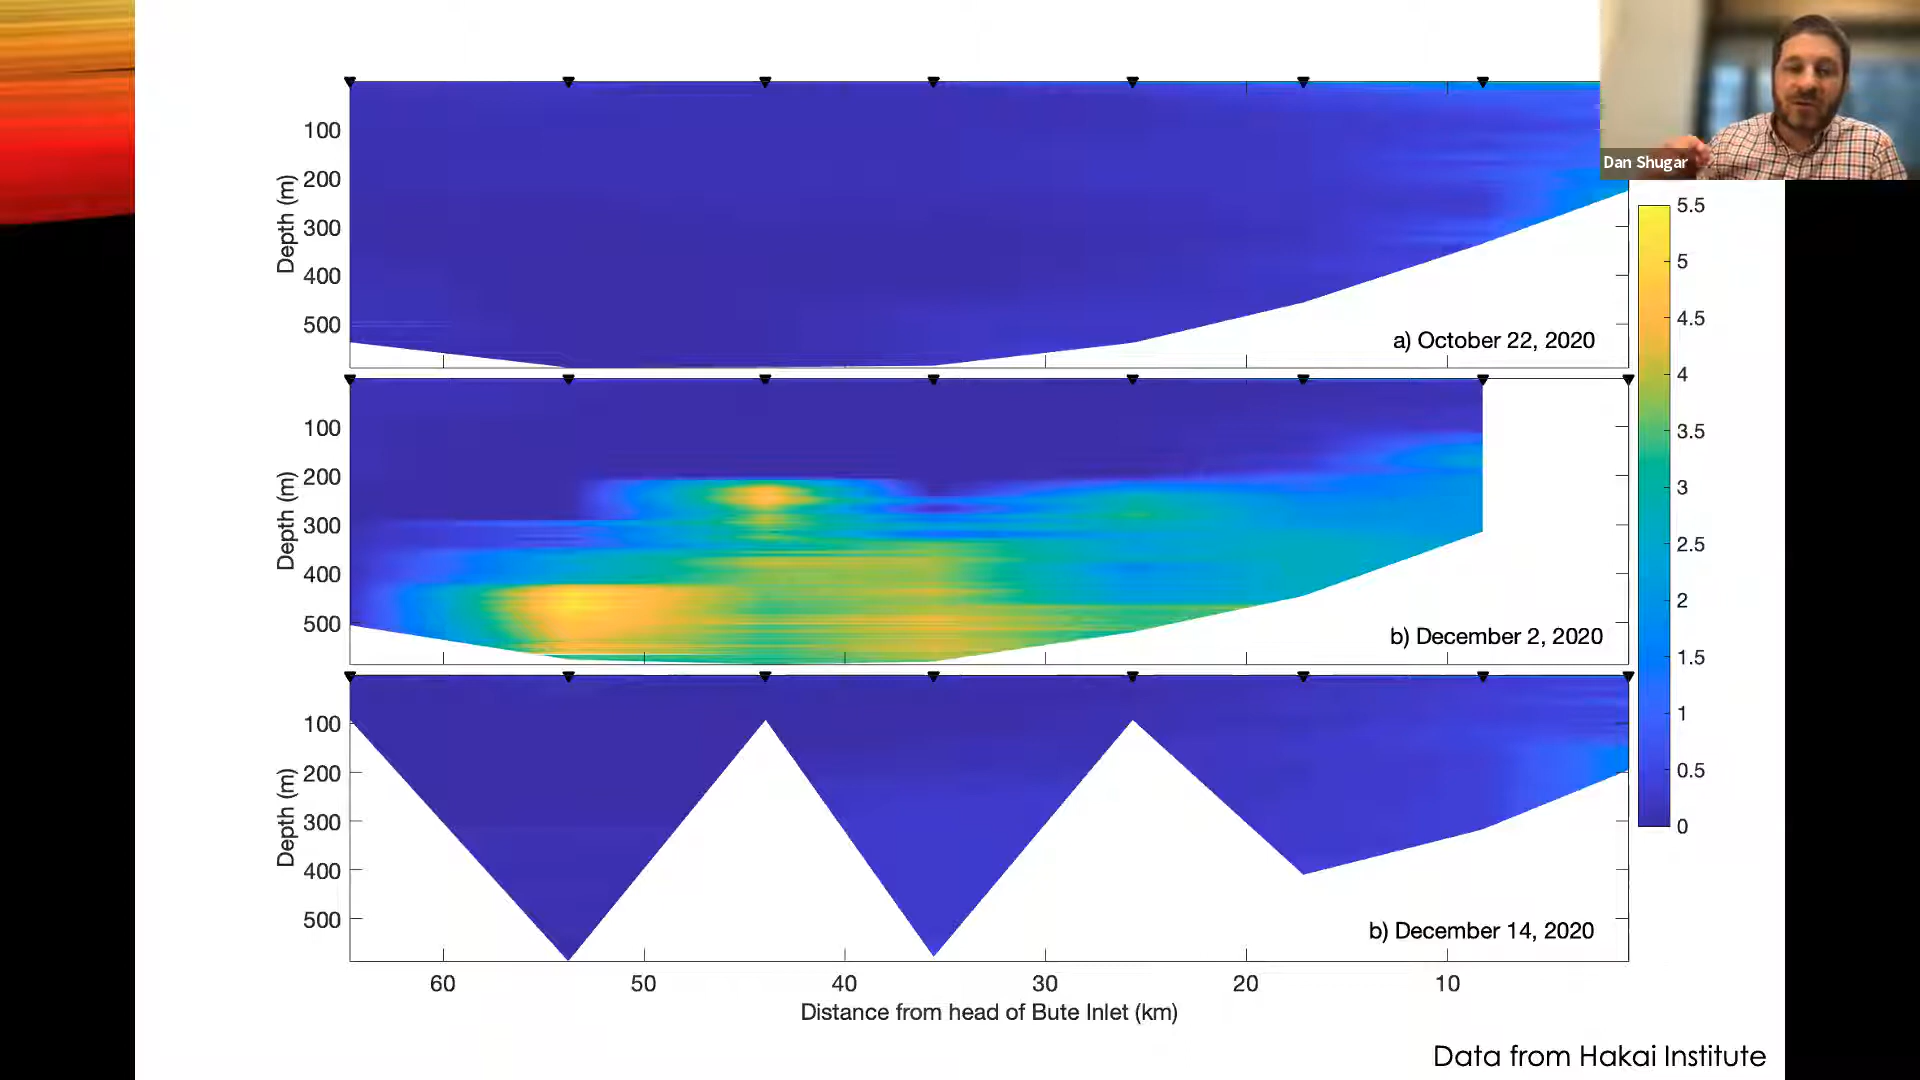 Dan Shugar
100
200
300
400
500
Depth (m)
a) October 22, 2020
100
200
300
400
500
Depth (m)
b) December 2, 2020
100
200
300
400
500
Depth (m)
b) December 14, 2020
60 50 40 30 20 10
Distance from head of Bute Inlet (km)
5.5
5
4.5
4
3.5
3
2.5
2
1.5
1
0.5
0
Data from Hakai Institute